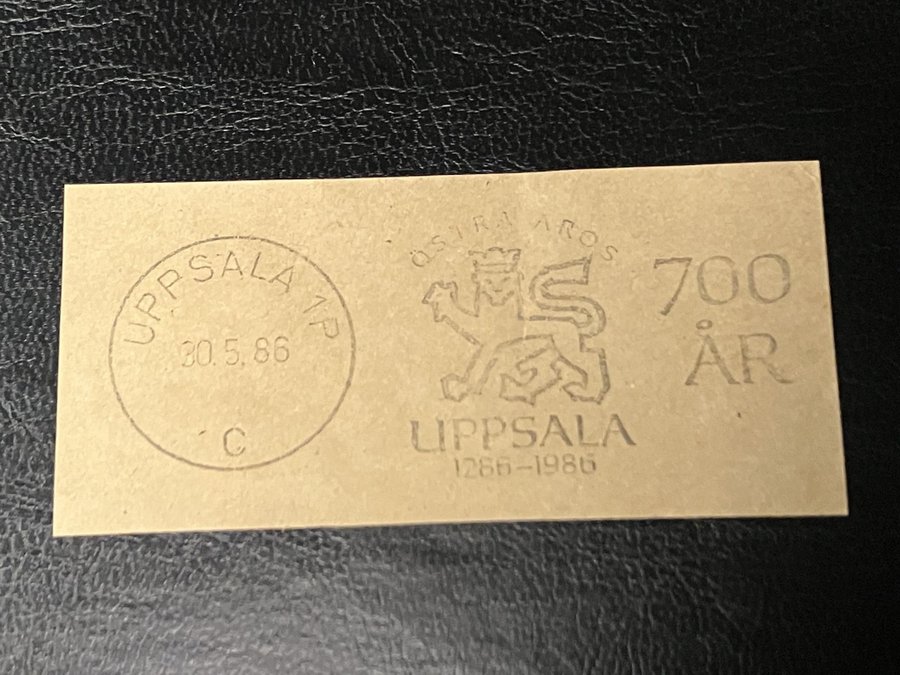 UPPSALA 1P
30.5.86
C
ÖSTRA AROS
UPPSALA
1286-1986
700
ÅR